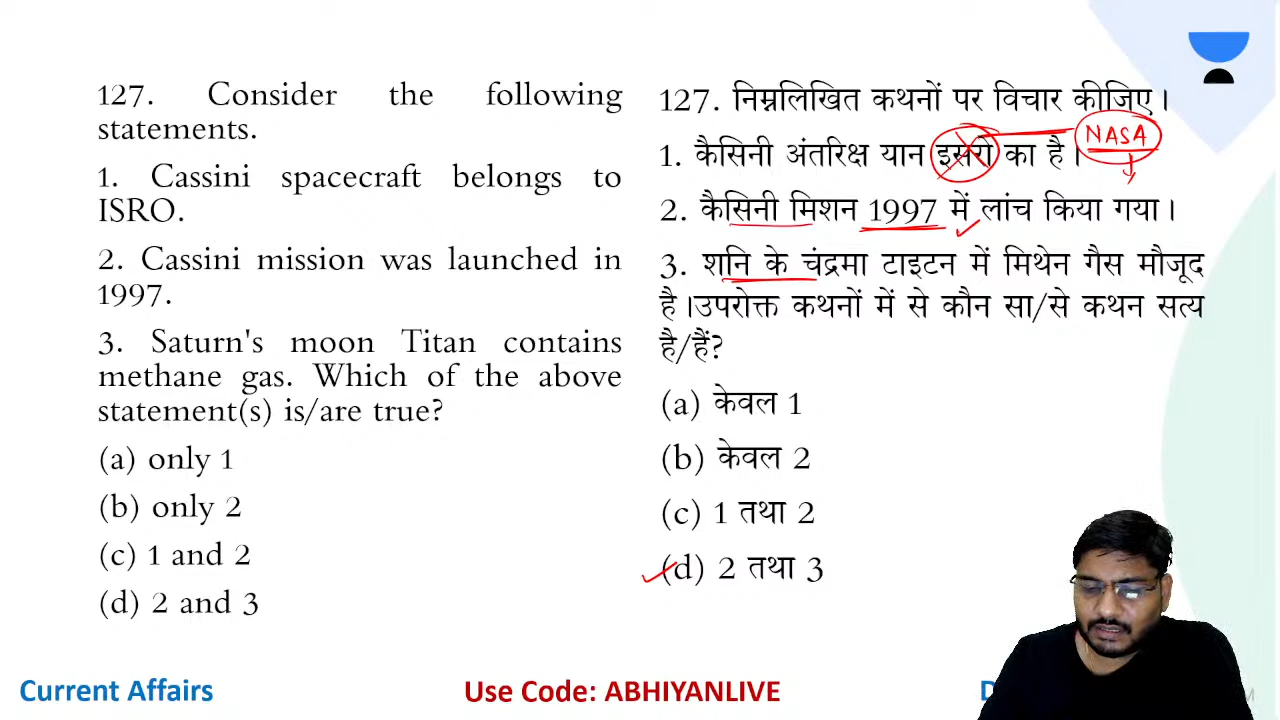 127. Consider the following
statements.
1. Cassini spacecraft belongs to
ISRO.
2. Cassini mission was launched in
1997.
3. Saturn's moon Titan contains
methane gas. Which of the above
statement(s) is/are true?
(a) only 1
(b) only 2
(c) 1 and 2
(d) 2 and 3
127. निम्नलिखित कथनों पर विचार कीजिए।
1. कैसिनी अंतरिक्ष यान इसरो का है। NASA
2. कैसिनी मिशन 1997 में लांच किया गया।
3. शनि के चंद्रमा टाइटन में मिथेन गैस मौजूद
है। उपरोक्त कथनों में से कौन सा/से कथन सत्य
है/हैं?
(a) केवल 1
(b) केवल 2
(c) 1 तथा 2
(d) 2 तथा 3
Current Affairs
Use Code: ABHIYANLIVE